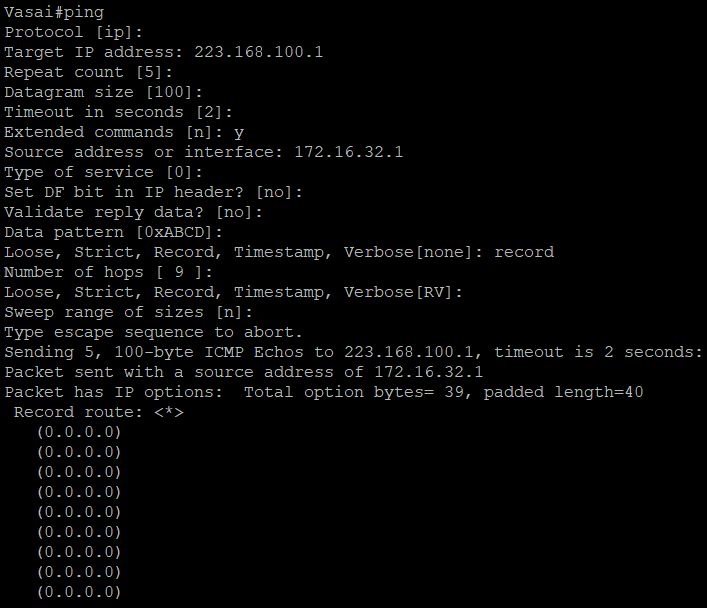 Vasai#ping
Protocol [ip]:
Target IP address: 223.168.100.1
Repeat count [5]:
Datagram size [100]:
Timeout in seconds [2]:
Extended commands [n]: y
Source address or interface: 172.16.32.1
Type of service [0]:
Set DF bit in IP header? [no]:
Validate reply data? [no]:
Data pattern [0xABCD]:
Loose, Strict, Record, Timestamp, Verbose[none]: record
Number of hops [ 9 ]:
Loose, Strict, Record, Timestamp, Verbose[RV]:
Sweep range of sizes [n]:
Type escape sequence to abort.
Sending 5, 100-byte ICMP Echos to 223.168.100.1, timeout is 2 seconds:
Packet sent with a source address of 172.16.32.1
Packet has IP options:  Total option bytes= 39, padded length=40
 Record route: <*>
   (0.0.0.0)
   (0.0.0.0)
   (0.0.0.0)
   (0.0.0.0)
   (0.0.0.0)
   (0.0.0.0)
   (0.0.0.0)
   (0.0.0.0)
   (0.0.0.0)